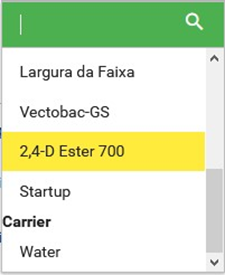 Largura da Faixa
Vectobac-GS
2,4-D Ester 700
Startup
Carrier
Water